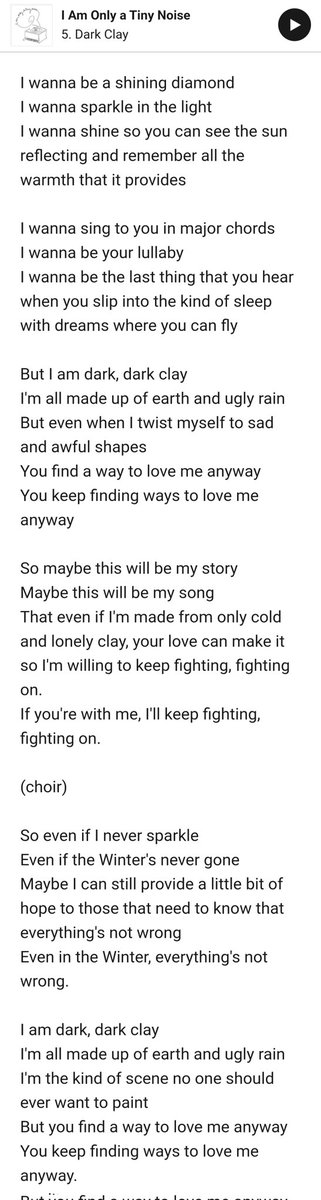 I Am Only a Tiny Noise
5. Dark Clay
I wanna be a shining diamond
I wanna sparkle in the light
I wanna shine so you can see the sun
reflecting and remember all the
warmth that it provides
I wanna sing to you in major chords
I wanna be your lullaby
I wanna be the last thing that you hear
when you slip into the kind of sleep
with dreams where you can fly
But I am dark, dark clay
I'm all made up of earth and ugly rain
But even when I twist myself to sad
and awful shapes
You find a way to love me anyway
You keep finding ways to love me
anyway
So maybe this will be my story
Maybe this will be my song
That even if I'm made from only cold
and lonely clay, your love can make it
so I'm willing to keep fighting, fighting
on.
If you're with me, I'll keep fighting,
fighting on.
(choir)
So even if I never sparkle
Even if the Winter's never gone
Maybe I can still provide a little bit of
hope to those that need to know that
everything's not wrong
Even in the Winter, everything's not
wrong.
I am dark, dark clay
I'm all made up of earth and ugly rain
I'm the kind of scene no one should
ever want to paint
But you find a way to love me anyway
You keep finding ways to love me
anyway.
But you find a way to love me anyway